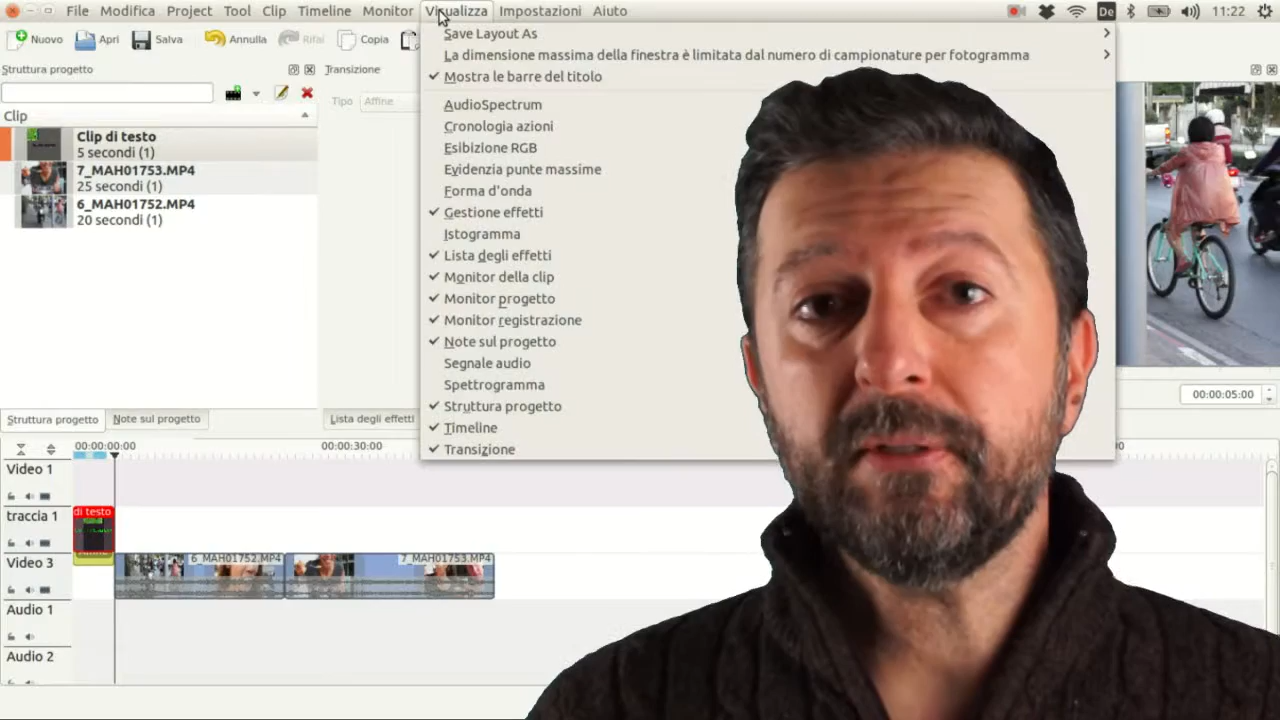 File Modifica Project Tool Clip Timeline Monitor Visualizza Impostazioni Aiuto De 11:22
Nuovo Apri Salva Annulla Rifai Copia
Struttura progetto
Transizione
Tipo Affine
Clip
Clip di testo
5 secondi (1)
7_MAH01753.MP4
25 secondi (1)
6_MAH01752.MP4
20 secondi (1)
Save Layout As
La dimensione massima della finestra è limitata dal numero di campionature per fotogramma
Mostra le barre del titolo
AudioSpectrum
Cronologia azioni
Esibizione RGB
Evidenzia punte massime
Forma d'onda
Gestione effetti
Istogramma
Lista degli effetti
Monitor della clip
Monitor progetto
Monitor registrazione
Note sul progetto
Segnale audio
Spettrogramma
Struttura progetto
Timeline
Transizione
00:00:05:00
Struttura progetto Note sul progetto
Lista degli effetti
00:00:00:00 00:00:30:00
Video 1
traccia 1
di testo
Video 3
6_MAH01752.MP4 7_MAH01753.MP4
Audio 1
Audio 2